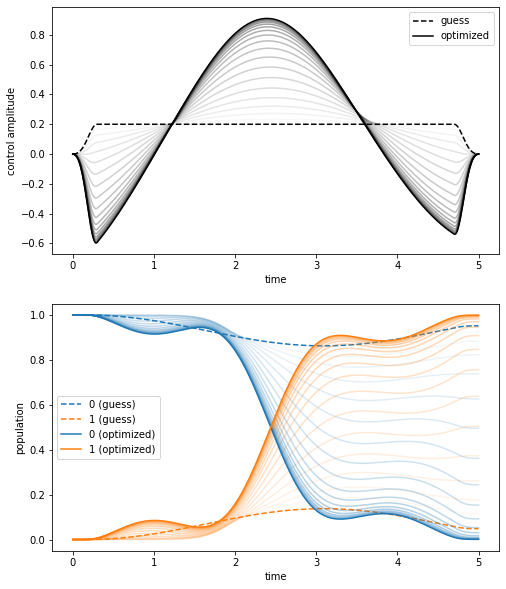 guess
optimized
control amplitude
0.8
0.6
0.4
0.2
0.0
−0.2
−0.4
−0.6
0 1 2 3 4 5
time
population
1.0
0.8
0.6
0.4
0.2
0.0
0 (guess)
1 (guess)
0 (optimized)
1 (optimized)
0 1 2 3 4 5
time